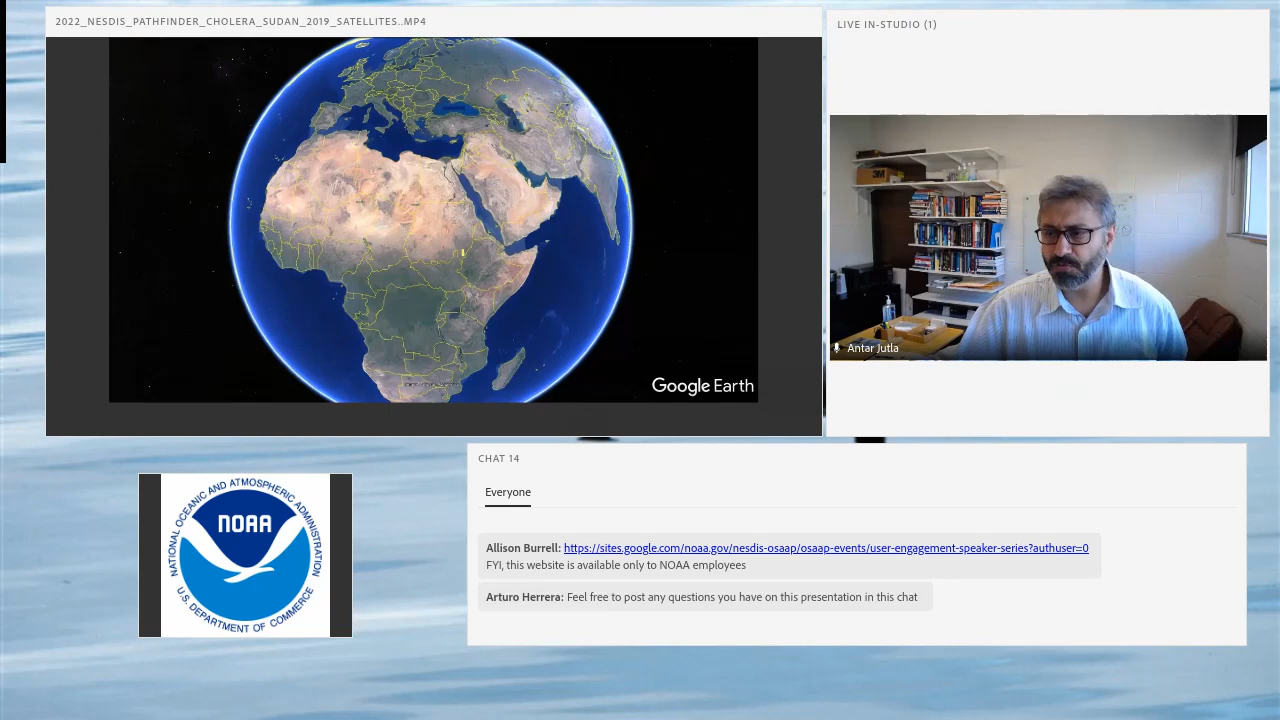 2022_NESDIS_PATHFINDER_CHOLERA_SUDAN_2019_SATELLITES..MP4
LIVE IN-STUDIO (1)
Google Earth
3M
Antar Jutla
CHAT 14
Everyone
Allison Burrell: https://sites.google.com/noaa.gov/nesdis-osaap/osaap-events/user-engagement-speaker-series?authuser=0
FYI, this website is available only to NOAA employees
Arturo Herrera: Feel free to post any questions you have on this presentation in this chat
NATIONAL OCEANIC AND ATMOSPHERIC ADMINISTRATION
NOAA
U.S. DEPARTMENT OF COMMERCE